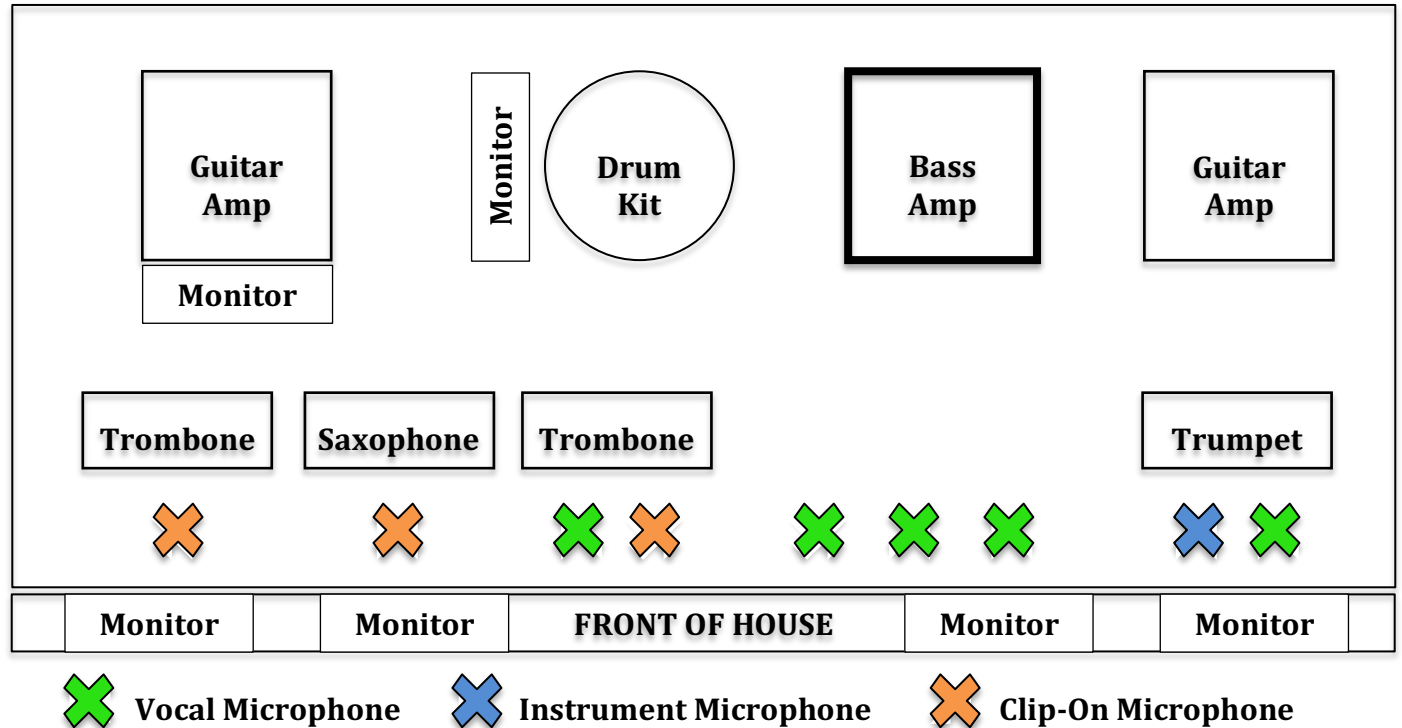 Guitar
Amp
Monitor
Drum
Kit
Bass
Amp
Guitar
Amp
Monitor
Trombone
Saxophone
Trombone
Trumpet
Monitor
Monitor
FRONT OF HOUSE
Monitor
Monitor
Vocal Microphone
Instrument Microphone
Clip-On Microphone